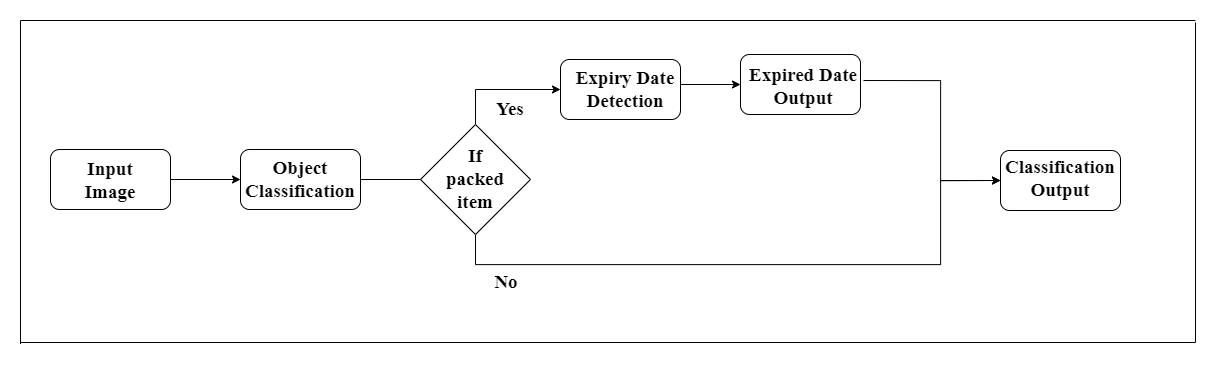 Input
Image
Object
Classification
If
packed
item
Yes
Expiry Date
Detection
Expired Date
Output
No
Classification
Output